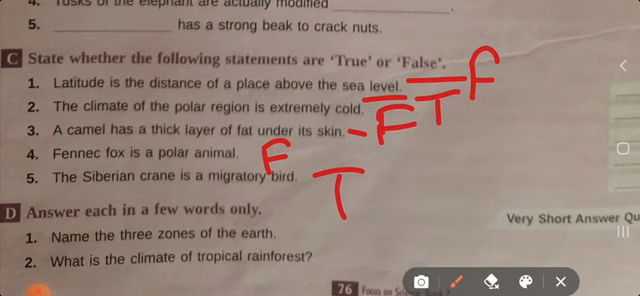 4. Tusks of the elephant are actually modified ____
5. ____ has a strong beak to crack nuts.
C State whether the following statements are 'True' or 'False'.
1. Latitude is the distance of a place above the sea level. F
2. The climate of the polar region is extremely cold. T
3. A camel has a thick layer of fat under its skin. F
4. Fennec fox is a polar animal. F
5. The Siberian crane is a migratory bird. T
D Answer each in a few words only.
Very Short Answer Qu
1. Name the three zones of the earth.
2. What is the climate of tropical rainforest?
76 Focus on